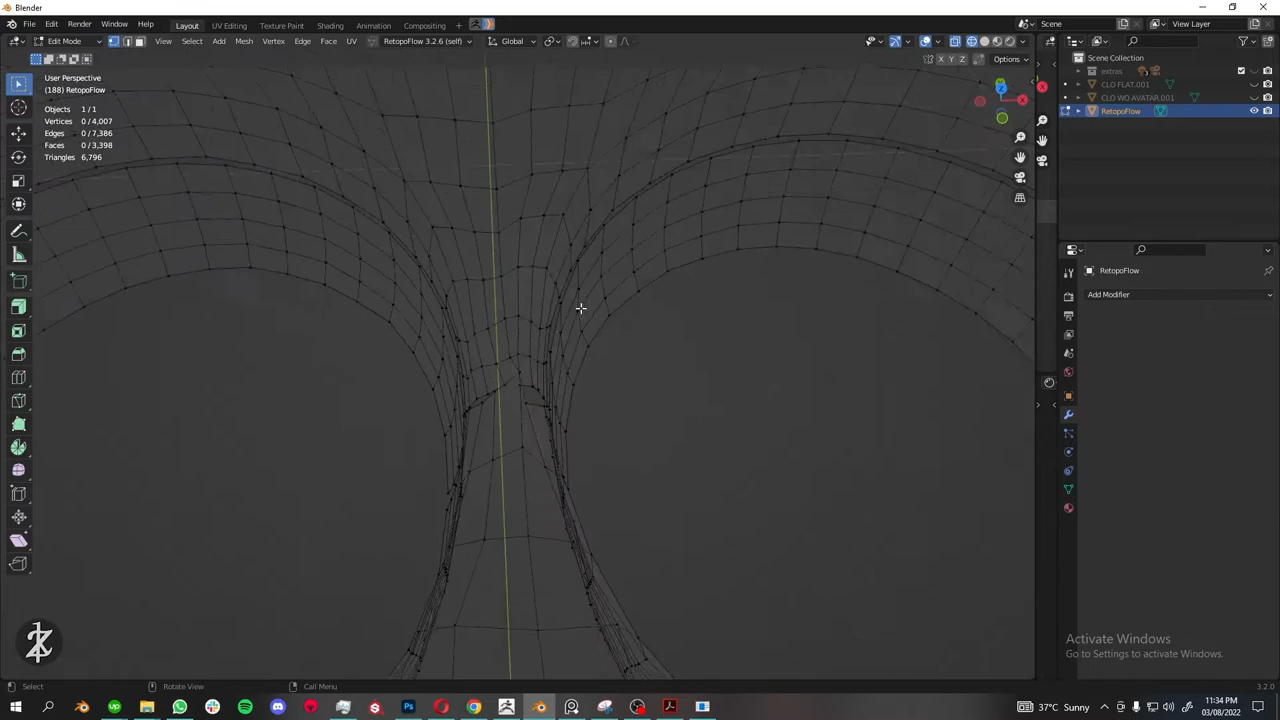 Blender
File Edit Render Window Help Layout UV Editing Texture Paint Shading Animation Compositing + Scene View Layer
Edit Mode View Select Add Mesh Vertex Edge Face UV RetopoFlow 3.2.6 (self) Global
X Y Z Options
User Perspective
(188) RetopoFlow
Objects 1/1
Vertices 0/4,007
Edges 0/7,386
Faces 0/3,398
Triangles 6,796
Z
X
Scene Collection
extras
CLO FLAT.001
CLO WO AVATAR.001
RetopoFlow
RetopoFlow
Add Modifier
Activate Windows
Go to Settings to activate Windows.
Select Rotate View Call Menu 3.2.0
37°C Sunny 11:34 PM
03/08/2022